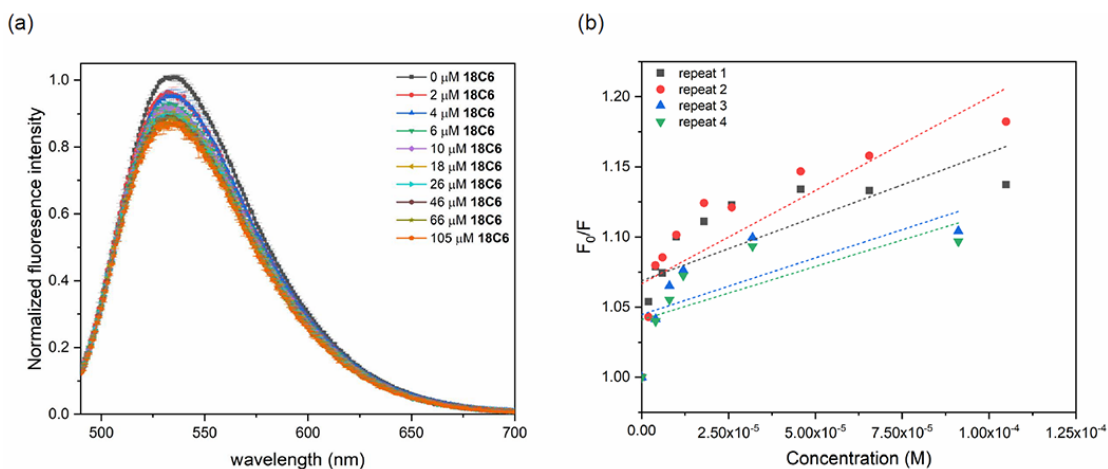 (a)
Normalized fluoresence intensity
1.0
0.8
0.6
0.4
0.2
0.0
500
550
600
650
700
wavelength (nm)
0 μM 18C6
2 μM 18C6
4 μM 18C6
6 μM 18C6
10 μM 18C6
18 μM 18C6
26 μM 18C6
46 μM 18C6
66 μM 18C6
105 μM 18C6
(b)
F0/F
1.20
1.15
1.10
1.05
1.00
0.00
2.50x10-5
5.00x10-5
7.50x10-5
1.00x10-4
1.25x10-4
Concentration (M)
repeat 1
repeat 2
repeat 3
repeat 4